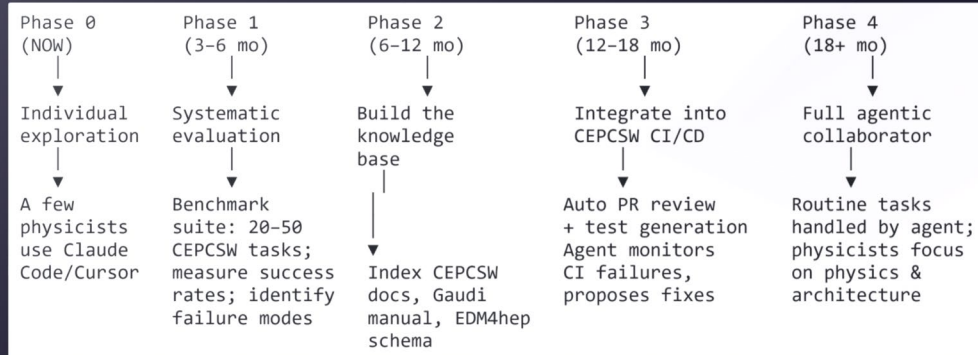 Phase 0
(NOW)
Individual
exploration
A few
physicists
use Claude
Code/Cursor
Phase 1
(3–6 mo)
Systematic
evaluation
Benchmark
suite: 20–50
CEPCSW tasks;
measure success
rates; identify
failure modes
Phase 2
(6–12 mo)
Build the
knowledge
base
Index CEPCSW
docs, Gaudi
manual, EDM4hep
schema
Phase 3
(12–18 mo)
Integrate into
CEPCSW CI/CD
Auto PR review
+ test generation
Agent monitors
CI failures,
proposes fixes
Phase 4
(18+ mo)
Full agentic
collaborator
Routine tasks
handled by agent;
physicists focus
on physics &
architecture